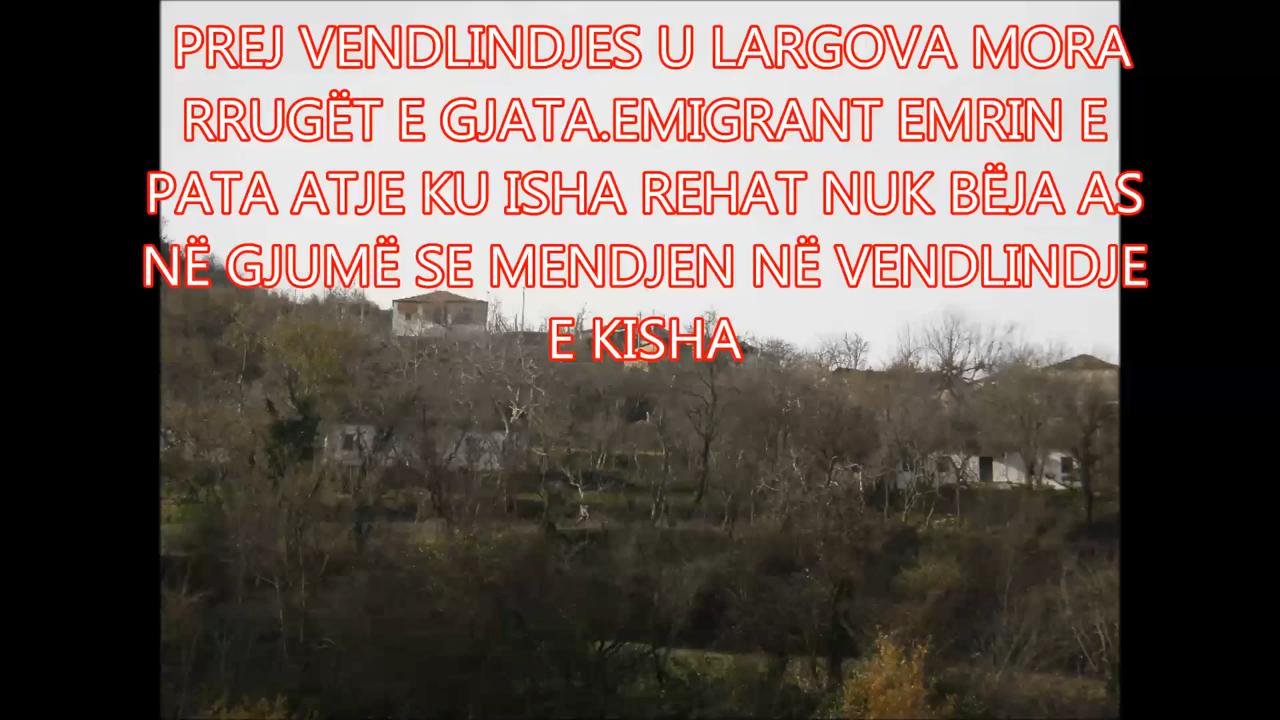 PREJ VENDLINDJES U LARGOVA MORA
RRUGËT E GJATA.EMIGRANT EMRIN E
PATA ATJE KU ISHA REHAT NUK BËJA AS
NË GJUMË SE MENDJEN NË VENDLINDJE
E KISHA